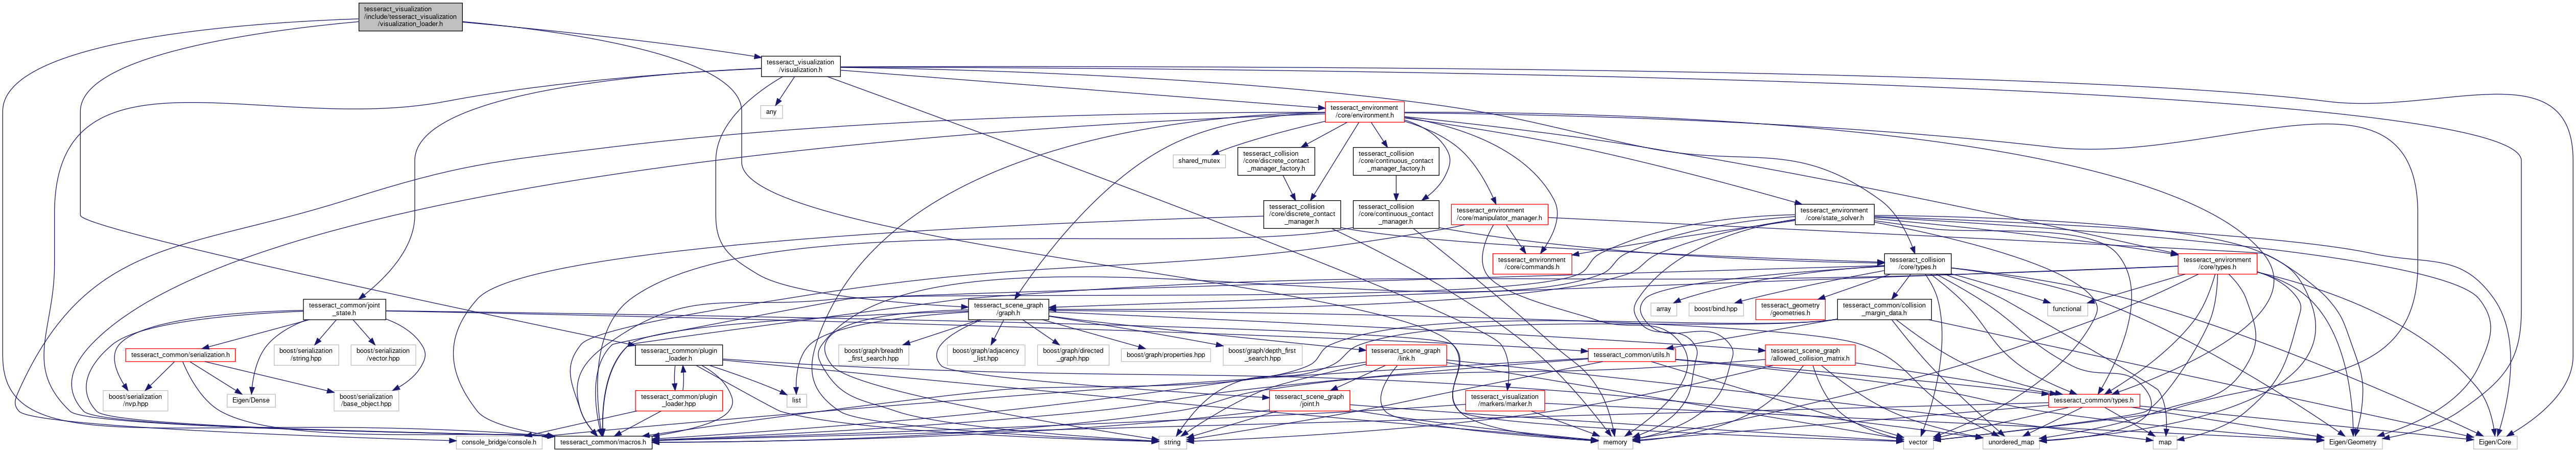 tesseract_visualization
/include/tesseract_visualization
/visualization_loader.h
tesseract_visualization
/visualization.h
any
tesseract_environment
/core/environment.h
shared_mutex
tesseract_collision
/core/discrete_contact
_manager_factory.h
tesseract_collision
/core/continuous_contact
_manager_factory.h
tesseract_collision
/core/discrete_contact
_manager.h
tesseract_collision
/core/continuous_contact
_manager.h
tesseract_environment
/core/manipulator_manager.h
tesseract_environment
/core/state_solver.h
tesseract_environment
/core/commands.h
tesseract_collision
/core/types.h
tesseract_environment
/core/types.h
tesseract_common/joint
_state.h
tesseract_scene_graph
/graph.h
array
boost/bind.hpp
tesseract_geometry
/geometries.h
tesseract_common/collision
_margin_data.h
functional
tesseract_common/serialization.h
boost/serialization
/string.hpp
boost/serialization
/vector.hpp
tesseract_common/plugin
_loader.h
boost/graph/breadth
_first_search.hpp
boost/graph/adjacency
_list.hpp
boost/graph/directed
_graph.hpp
boost/graph/properties.hpp
boost/graph/depth_first
_search.hpp
tesseract_scene_graph
/link.h
tesseract_common/utils.h
tesseract_scene_graph
/allowed_collision_matrix.h
boost/serialization
/nvp.hpp
Eigen/Dense
boost/serialization
/base_object.hpp
tesseract_common/plugin
_loader.hpp
list
tesseract_scene_graph
/joint.h
tesseract_visualization
/markers/marker.h
tesseract_common/types.h
console_bridge/console.h
tesseract_common/macros.h
string
memory
vector
unordered_map
map
Eigen/Geometry
Eigen/Core